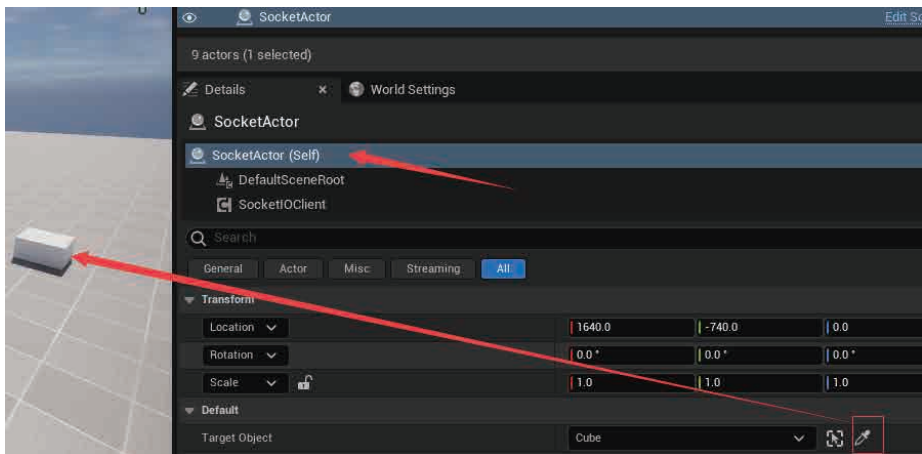 SocketActor
Edit Sc
9 actors (1 selected)
Details
World Settings
SocketActor
SocketActor (Self)
DefaultSceneRoot
SocketIOClient
Search
General Actor Misc Streaming All
Transform
Location 1640.0 -740.0 0.0
Rotation 0.0 ° 0.0 ° 0.0 °
Scale 1.0 1.0 1.0
Default
Target Object Cube